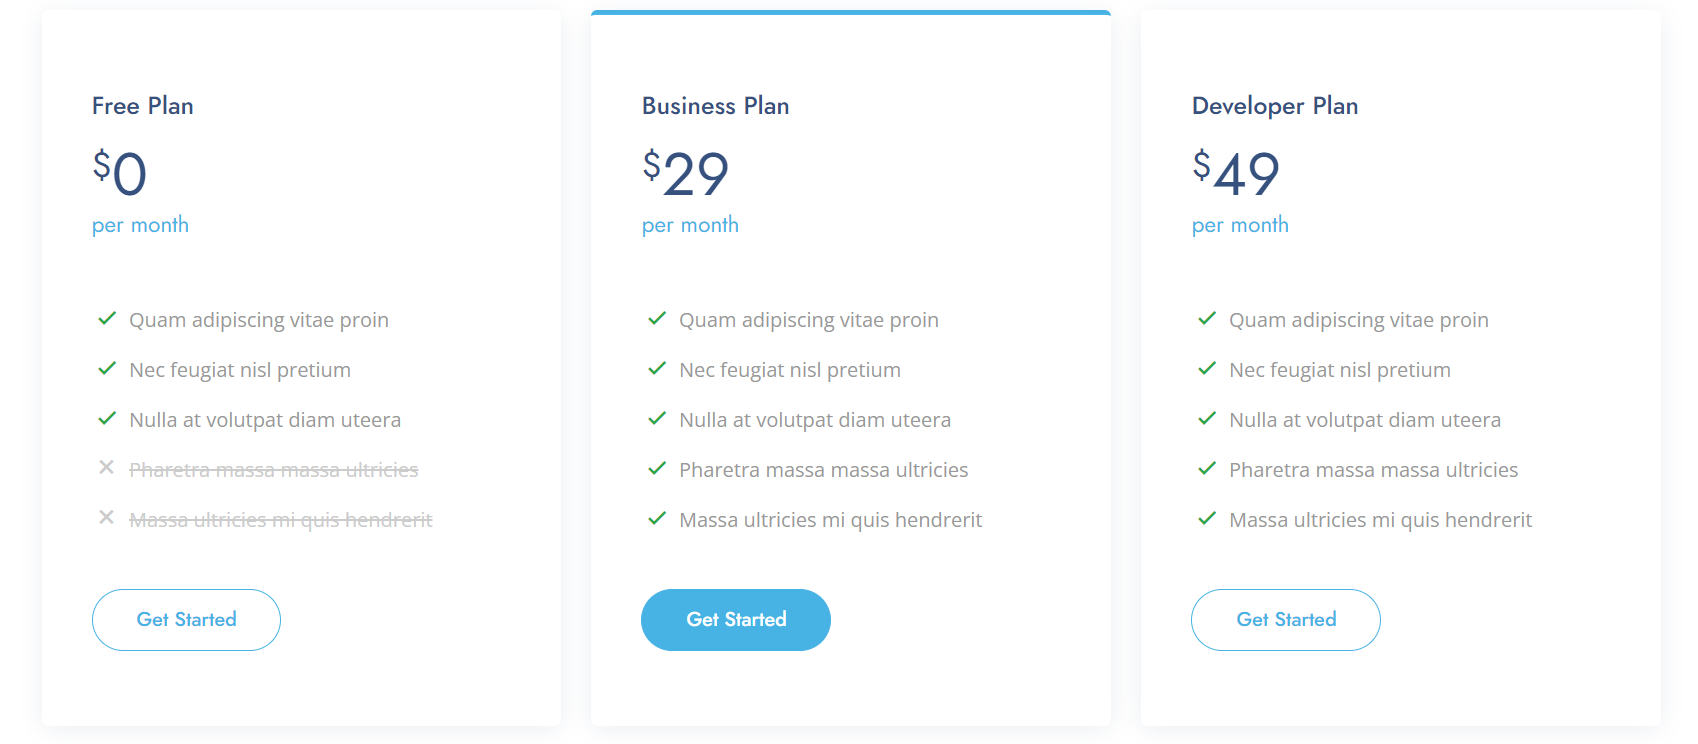 Free Plan
$0
per month
Quam adipiscing vitae proin
Nec feugiat nisl pretium
Nulla at volutpat diam uteera
Pharetra massa massa ultricies
Massa ultricies mi quis hendrerit
Get Started
Business Plan
$29
per month
Quam adipiscing vitae proin
Nec feugiat nisl pretium
Nulla at volutpat diam uteera
Pharetra massa massa ultricies
Massa ultricies mi quis hendrerit
Get Started
Developer Plan
$49
per month
Quam adipiscing vitae proin
Nec feugiat nisl pretium
Nulla at volutpat diam uteera
Pharetra massa massa ultricies
Massa ultricies mi quis hendrerit
Get Started